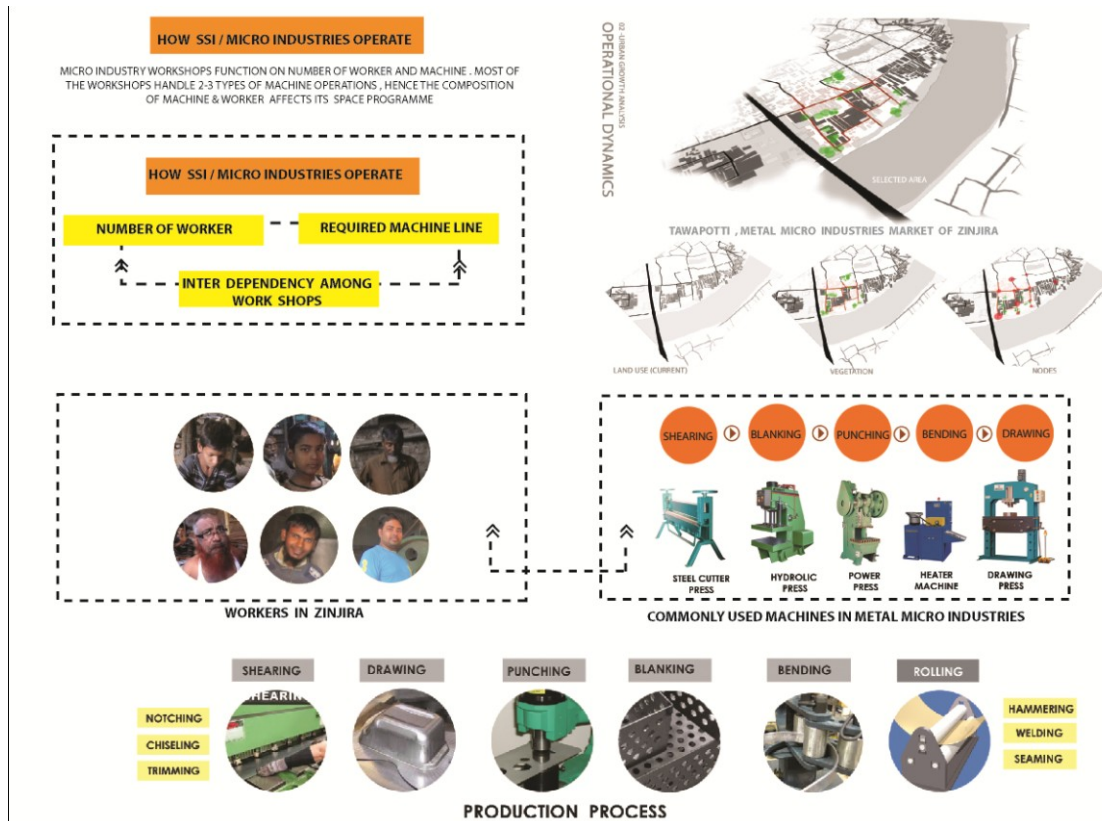 HOW SSI / MICRO INDUSTRIES OPERATE
MICRO INDUSTRY WORKSHOPS FUNCTION ON NUMBER OF WORKER AND MACHINE . MOST OF
THE WORKSHOPS HANDLE 2-3 TYPES OF MACHINE OPERATIONS , HENCE THE COMPOSITION
OF MACHINE & WORKER AFFECTS ITS SPACE PROGRAMME
HOW SSI / MICRO INDUSTRIES OPERATE
NUMBER OF WORKER
REQUIRED MACHINE LINE
INTER DEPENDENCY AMONG
WORK SHOPS
02 -URBAN GROWTH ANALYSIS
OPERATIONAL DYNAMICS
SELECTED AREA
TAWAPOTTI , METAL MICRO INDUSTRIES MARKET OF ZINJIRA
LAND USE (CURRENT)
VEGETATION
NODES
WORKERS IN ZINJIRA
SHEARING
BLANKING
PUNCHING
BENDING
DRAWING
STEEL CUTTER
PRESS
HYDROLIC
PRESS
POWER
PRESS
HEATER
MACHINE
DRAWING
PRESS
COMMONLY USED MACHINES IN METAL MICRO INDUSTRIES
SHEARING
DRAWING
PUNCHING
BLANKING
BENDING
ROLLING
SHEARING
NOTCHING
CHISELING
TRIMMING
HAMMERING
WELDING
SEAMING
PRODUCTION PROCESS